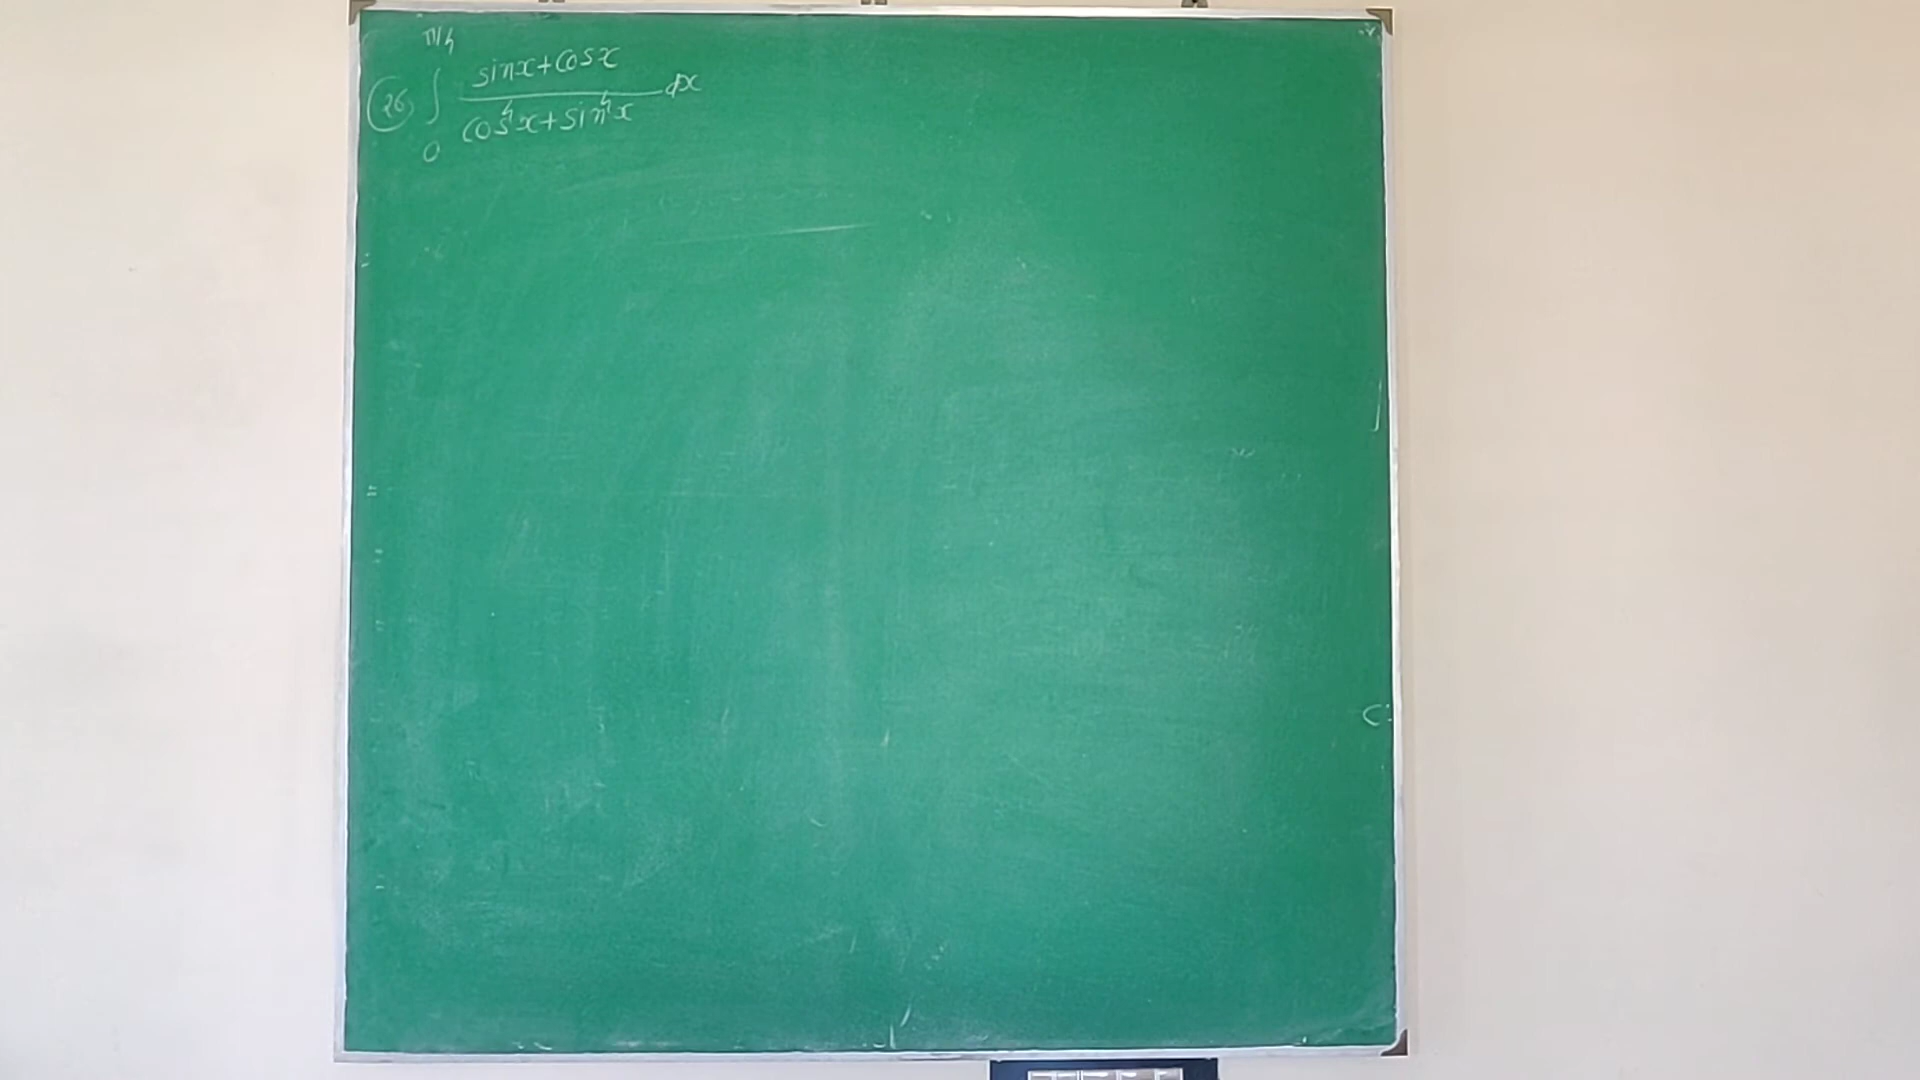 π/4
(26) ∫ sinx+cosx / cos⁴x+sin⁴x dx
0